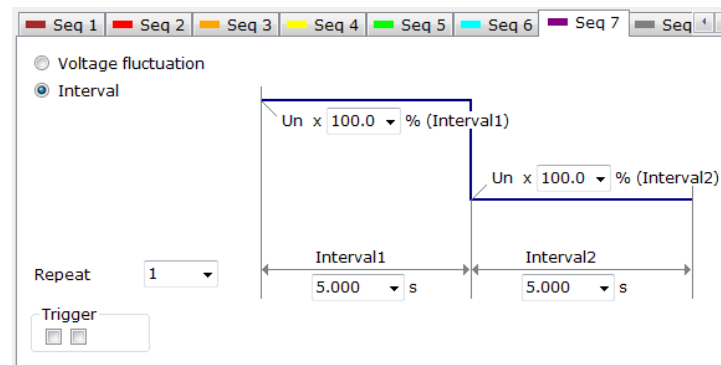 Seq 1 Seq 2 Seq 3 Seq 4 Seq 5 Seq 6 Seq 7 Seq
Voltage fluctuation
Interval
Un x 100.0 % (Interval1)
Un x 100.0 % (Interval2)
Interval1 Interval2
Repeat 1
5.000 s 5.000 s
Trigger